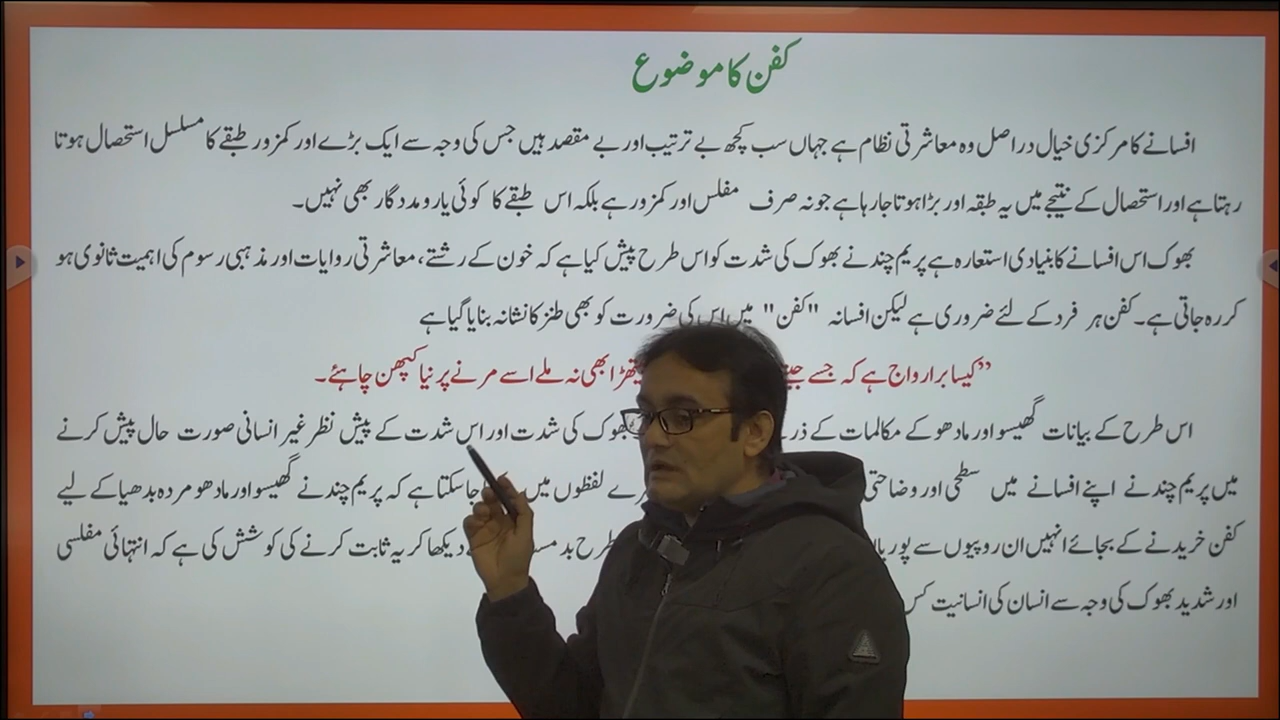 کفن کا موضوع
افسانے کا مرکزی خیال دراصل وہ معاشرتی نظام ہے جہاں سب کچھ بے ترتیب اور بے مقصد ہیں جس کی وجہ سے ایک بڑے اور کمزور طبقے کا مسلسل استحصال ہوتا
رہتا ہے اور استحصال کے نتیجے میں یہ طبقہ اور بڑا ہوتا جارہا ہے جو نہ صرف مفلس اور کمزور ہے بلکہ اس طبقے کا کوئی یارو مددگار بھی نہیں۔
بھوک اس افسانے کا بنیادی استعارہ ہے پریم چند نے بھوک کی شدت کو اس طرح پیش کیا ہے کہ خون کے رشتے، معاشرتی روایات اور مذہبی رسوم کی اہمیت ثانوی ہو
کر رہ جاتی ہے۔ کفن ہر فرد کے لئے ضروری ہے لیکن افسانہ "کفن" میں اس کی ضرورت کو بھی طنز کا نشانہ بنایا گیا ہے
”کیسا برا رواج ہے کہ جسے بھی نہ ملے اسے مرنے پر نیا کپھن چاہئے۔
اس طرح کے بیانات گھیسو اور مادھو کے مکالمات کے بھوک کی شدت اور اس شدت کے پیش نظر غیر انسانی صورت حال پیش کرنے
میں پریم چند نے اپنے افسانے میں سطحی اور لفظوں میں جاسکتا ہے کہ پریم چند نے گھیسو اور مادھو مردہ بدھیا کے لیے
کفن خریدنے کے بجائے انہیں ان روپیوں سے طرح دیکھا کر یہ ثابت کرنے کی کوشش کی ہے کہ انتہائی مفلسی
اور شدید بھوک کی وجہ سے انسان کی انسانیت